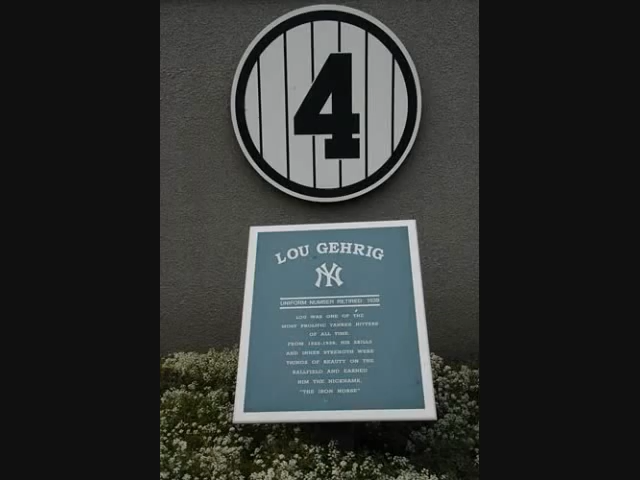 4
LOU GEHRIG
NY
UNIFORM NUMBER RETIRED: 1939
LOU WAS ONE OF THE
MOST PROLIFIC YANKEE HITTERS
OF ALL TIME.
FROM 1923-1939, HIS SKILLS
AND INNER STRENGTH WERE
THINGS OF BEAUTY ON THE
BALLFIELD AND EARNED
HIM THE NICKNAME,
"THE IRON HORSE"